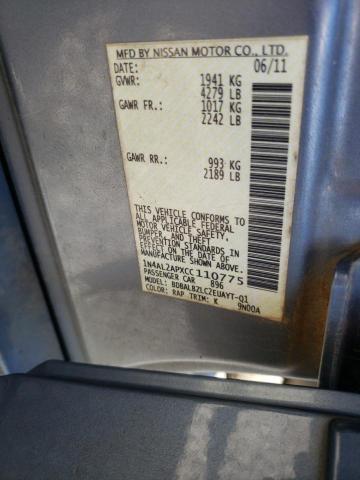 MFD BY NISSAN MOTOR CO., LTD.
DATE: 06/11
GVWR: 1941 KG
4279 LB
GAWR FR.: 1017 KG
2242 LB
GAWR RR.: 993 KG
2189 LB
THIS VEHICLE CONFORMS TO
ALL APPLICABLE FEDERAL
MOTOR VEHICLE SAFETY,
BUMPER, AND THEFT
PREVENTION STANDARDS
IN EFFECT ON THE DATE OF
MANUFACTURE SHOWN ABOVE.
1N4AL2APXCC110775
PASSENGER CAR 896
BDBALBZLCZEUAYT-Q1
COLOR: RAP TRIM: K 9N00A